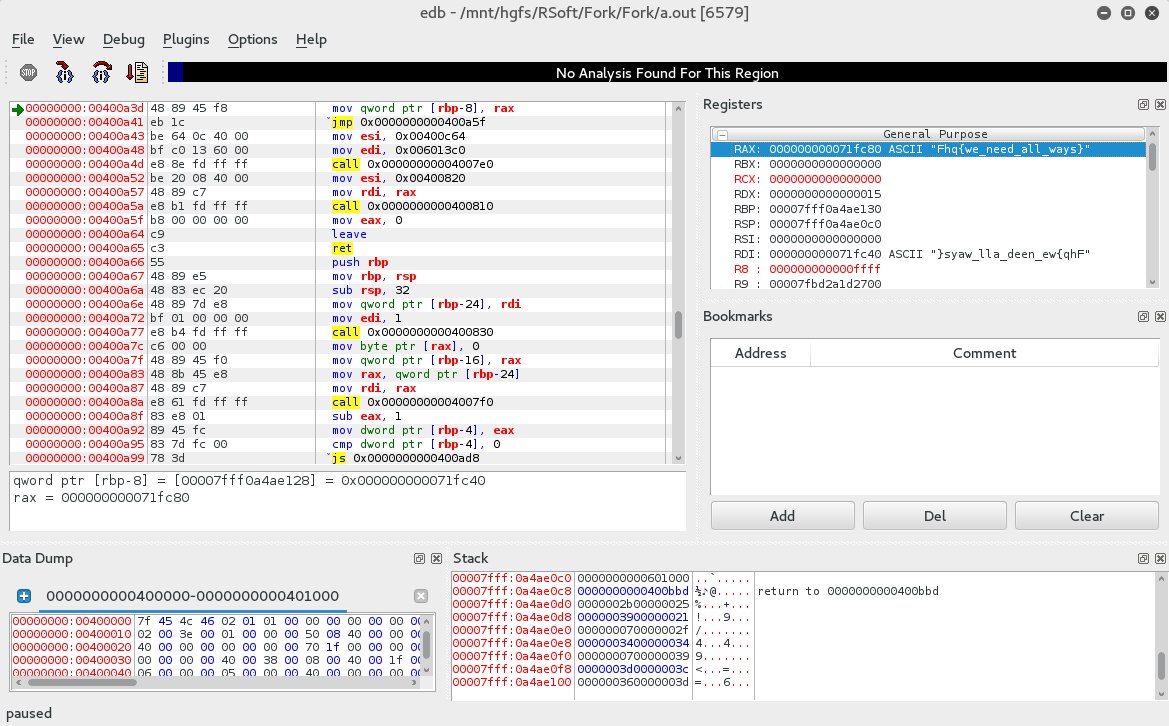 edb - /mnt/hgfs/RSoft/Fork/Fork/a.out [6579]
File View Debug Plugins Options Help
STOP
No Analysis Found For This Region
00000000:00400a3d 48 89 45 f8 mov qword ptr [rbp-8], rax
00000000:00400a41 eb 1c jmp 0x0000000000400a5f
00000000:00400a43 be 64 0c 40 00 mov esi, 0x00400c64
00000000:00400a48 bf c0 13 60 00 mov edi, 0x006013c0
00000000:00400a4d e8 8e fd ff ff call 0x00000000004007e0
00000000:00400a52 be 20 08 40 00 mov esi, 0x00400820
00000000:00400a57 48 89 c7 mov rdi, rax
00000000:00400a5a e8 b1 fd ff ff call 0x0000000000400810
00000000:00400a5f b8 00 00 00 00 mov eax, 0
00000000:00400a64 c9 leave
00000000:00400a65 c3 ret
00000000:00400a66 55 push rbp
00000000:00400a67 48 89 e5 mov rbp, rsp
00000000:00400a6a 48 83 ec 20 sub rsp, 32
00000000:00400a6e 48 89 7d e8 mov qword ptr [rbp-24], rdi
00000000:00400a72 bf 01 00 00 00 mov edi, 1
00000000:00400a77 e8 b4 fd ff ff call 0x0000000000400830
00000000:00400a7c c6 00 00 mov byte ptr [rax], 0
00000000:00400a7f 48 89 45 f0 mov qword ptr [rbp-16], rax
00000000:00400a83 48 8b 45 e8 mov rax, qword ptr [rbp-24]
00000000:00400a87 48 89 c7 mov rdi, rax
00000000:00400a8a e8 61 fd ff ff call 0x00000000004007f0
00000000:00400a8f 83 e8 01 sub eax, 1
00000000:00400a92 89 45 fc mov dword ptr [rbp-4], eax
00000000:00400a95 83 7d fc 00 cmp dword ptr [rbp-4], 0
00000000:00400a99 78 3d js 0x0000000000400ad8
qword ptr [rbp-8] = [00007fff0a4ae128] = 0x000000000071fc40
rax = 000000000071fc80
Registers
General Purpose
RAX: 000000000071fc80 ASCII "Fhq{we_need_all_ways}"
RBX: 0000000000000000
RCX: 0000000000000000
RDX: 0000000000000015
RBP: 00007fff0a4ae130
RSP: 00007fff0a4ae0c0
RSI: 0000000000000000
RDI: 000000000071fc40 ASCII "}syaw_lla_deen_ew{qhF"
R8 : 000000000000ffff
R9 : 00007fbd2a1d2700
Bookmarks
Address Comment
Add Del Clear
Data Dump
0000000000400000-0000000000401000
00000000:00400000 7f 45 4c 46 02 01 01 00 00 00 00 00 00 00
00000000:00400010 02 00 3e 00 01 00 00 00 50 08 40 00 00 00
00000000:00400020 40 00 00 00 00 00 00 00 70 1f 00 00 00 00
00000000:00400030 00 00 00 00 40 00 38 00 08 00 40 00 1f 00
00000000:00400040 06 00 00 00 05 00 00 00 40 00 00 00 00 00
Stack
00007fff:0a4ae0c0 0000000000601000 ..`.....
00007fff:0a4ae0c8 0000000000400bbd ½♪@..... return to 0000000000400bbd
00007fff:0a4ae0d0 0000002b00000025 %...+...
00007fff:0a4ae0d8 0000003900000021 !...9...
00007fff:0a4ae0e0 000000000000002f /.......
00007fff:0a4ae0e8 0000003400000034 4...4...
00007fff:0a4ae0f0 0000000700000039 9.......
00007fff:0a4ae0f8 0000003d0000003c <...=...
00007fff:0a4ae100 000000360000003d =...6...
paused